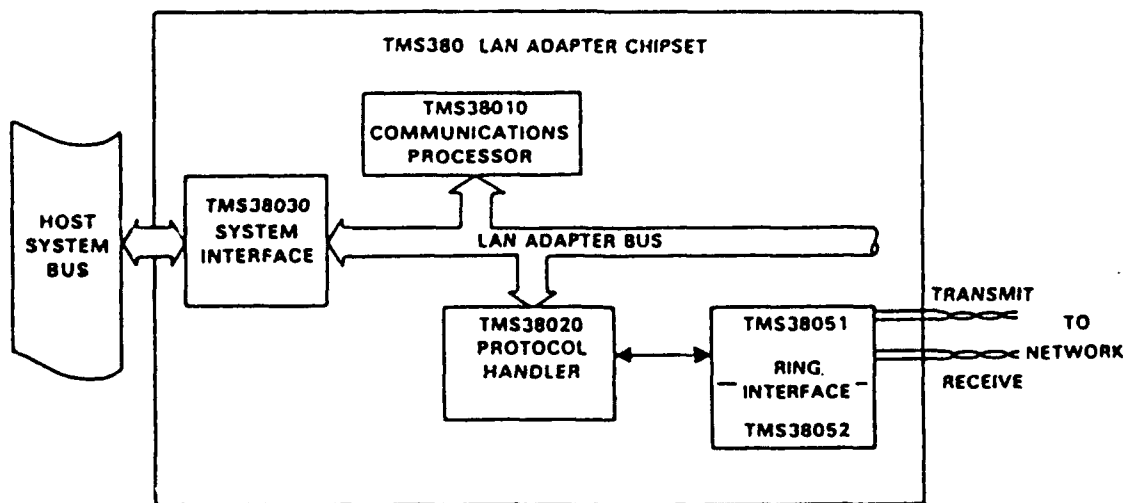 TMS380 LAN ADAPTER CHIPSET
TMS38010
COMMUNICATIONS
PROCESSOR
HOST
SYSTEM
BUS
TMS38030
SYSTEM
INTERFACE
LAN ADAPTER BUS
TMS38020
PROTOCOL
HANDLER
TMS38051
RING
INTERFACE
TMS38052
TRANSMIT
TO
NETWORK
RECEIVE